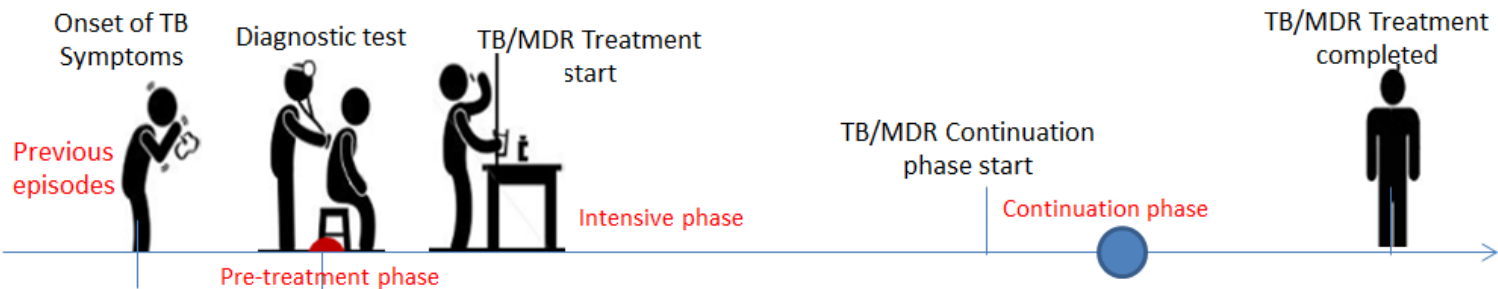 Onset of TB
Symptoms
Diagnostic test
TB/MDR Treatment
start
TB/MDR Treatment
completed
TB/MDR Continuation
phase start
Previous
episodes
Intensive phase
Continuation phase
Pre-treatment phase